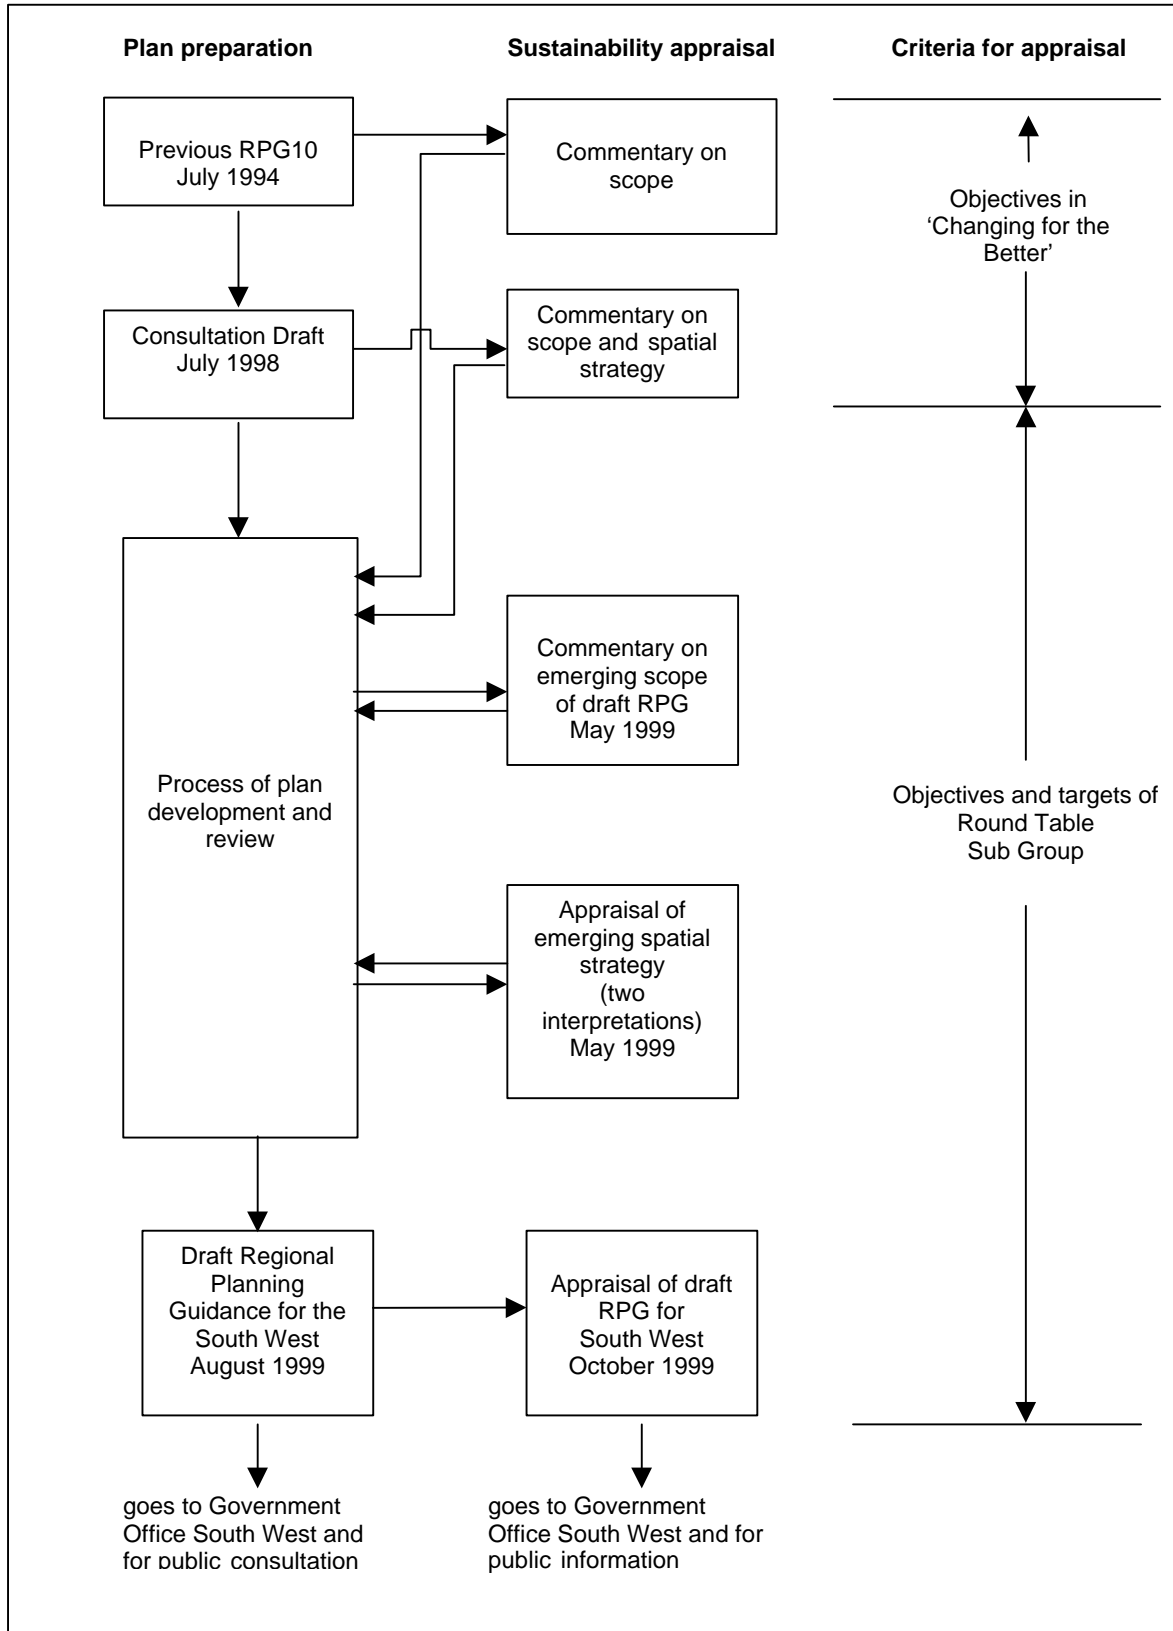 Plan preparation
Sustainability appraisal
Criteria for appraisal
Previous RPG10
July 1994
Commentary on
scope
Objectives in
‘Changing for the
Better’
Consultation Draft
July 1998
Commentary on
scope and spatial
strategy
Process of plan
development and
review
Commentary on
emerging scope
of draft RPG
May 1999
Objectives and targets of
Round Table
Sub Group
Appraisal of
emerging spatial
strategy
(two
interpretations)
May 1999
Draft Regional
Planning
Guidance for the
South West
August 1999
Appraisal of draft
RPG for
South West
October 1999
goes to Government
Office South West and
for public consultation
goes to Government
Office South West and for
public information